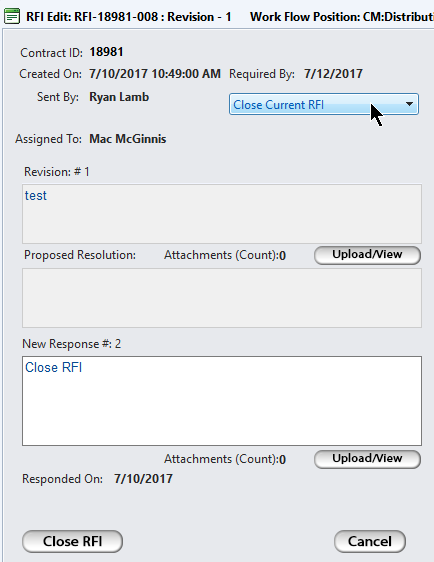 RFI Edit: RFI-18981-008 : Revision - 1 Work Flow Position: CM:Distributi
Contract ID: 18981
Created On: 7/10/2017 10:49:00 AM Required By: 7/12/2017
Sent By: Ryan Lamb Close Current RFI
Assigned To: Mac McGinnis
Revision: # 1
test
Proposed Resolution: Attachments (Count):0 Upload/View
New Response #: 2
Close RFI
Attachments (Count):0 Upload/View
Responded On: 7/10/2017
Close RFI Cancel